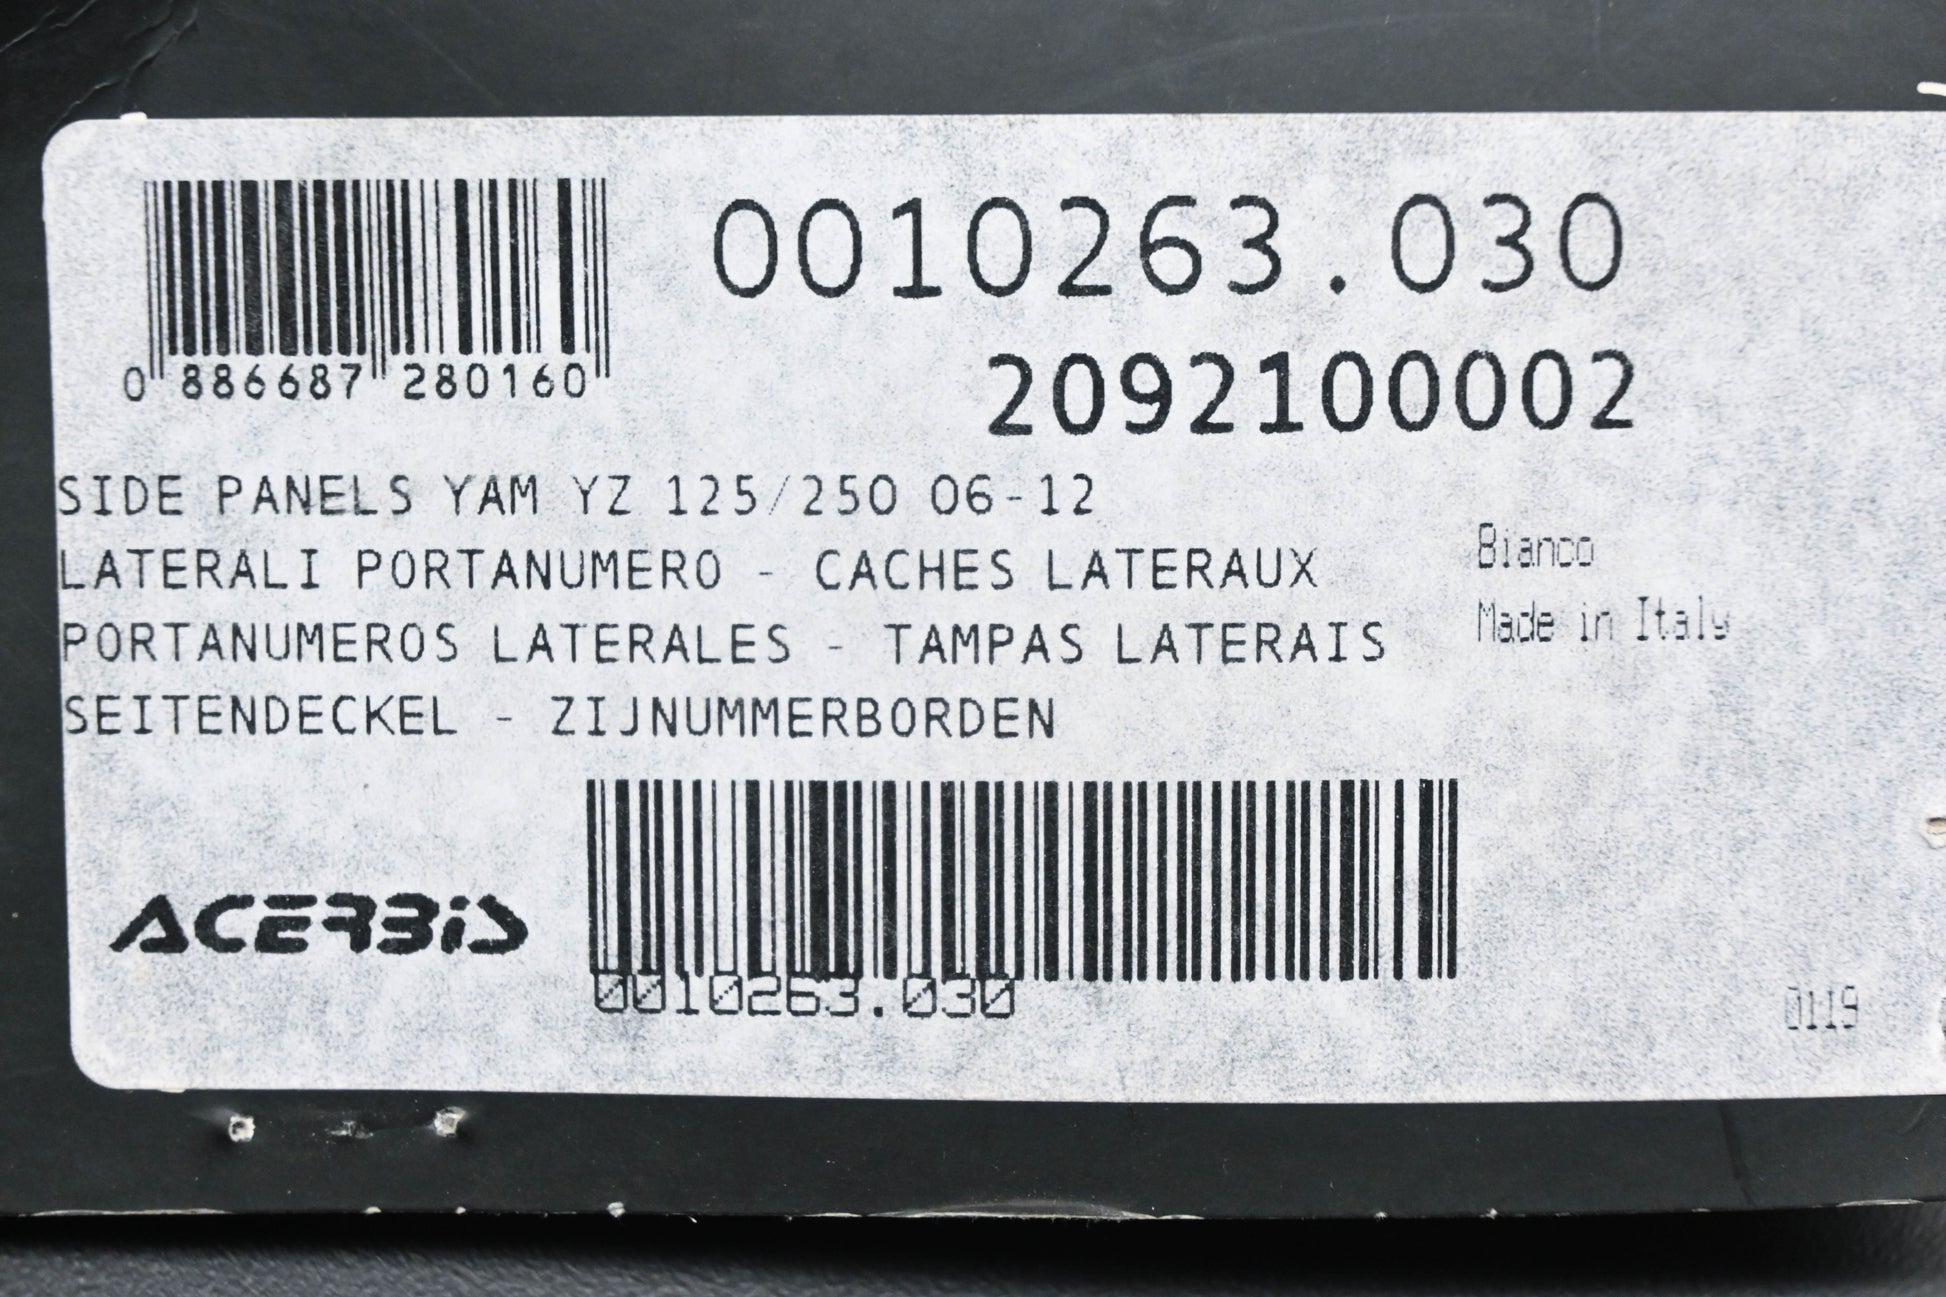 0010263.030
0 886687 280160
2092100002
SIDE PANELS YAM YZ 125/250 06-12
LATERALI PORTANUMERO - CACHES LATERAUX
Bianco
PORTANUMEROS LATERALES - TAMPAS LATERAIS
Made in Italy
SEITENDECKEL - ZIJNUMMERBORDEN
ACERBiS
0010263.030
0119